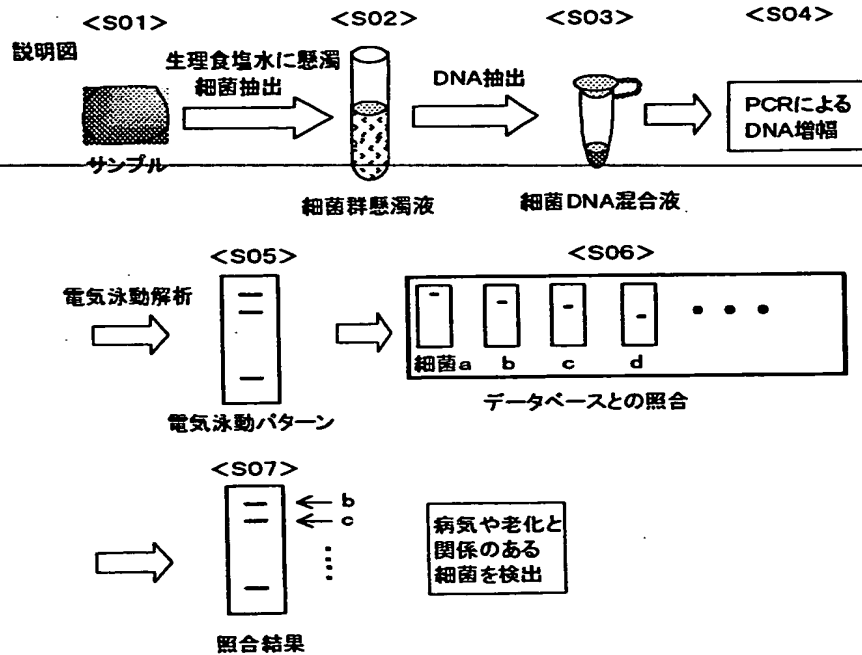 <S01>
<S02>
<S03>
<S04>
説明図
生理食塩水に懸濁
細菌抽出
DNA抽出
PCRによる
DNA増幅
サンプル
細菌群懸濁液
細菌DNA混合液
<S05>
<S06>
電気泳動解析
細菌a b c d
電気泳動パターン
データベースとの照合
<S07>
b
c
病気や老化と
関係のある
細菌を検出
照合結果